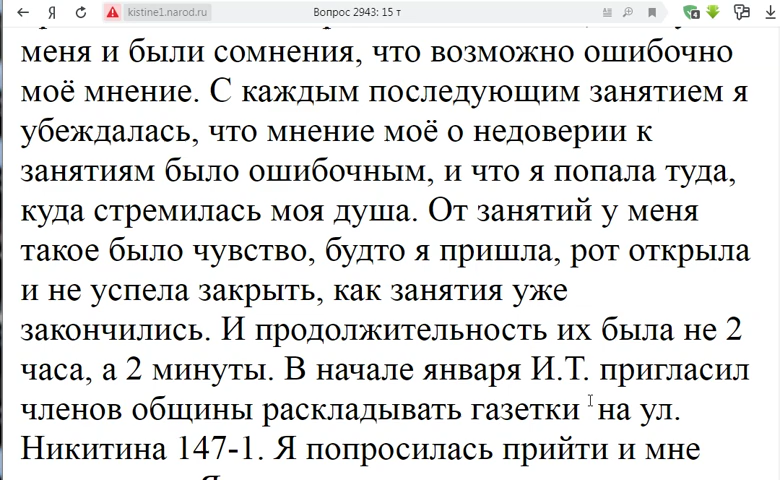 kistine1.narod.ru Вопрос 2943: 15 т
меня и были сомнения, что возможно ошибочно
моё мнение. С каждым последующим занятием я
убеждалась, что мнение моё о недоверии к
занятиям было ошибочным, и что я попала туда,
куда стремилась моя душа. От занятий у меня
такое было чувство, будто я пришла, рот открыла
и не успела закрыть, как занятия уже
закончились. И продолжительность их была не 2
часа, а 2 минуты. В начале января И.Т. пригласил
членов общины раскладывать газетки на ул.
Никитина 147-1. Я попросилась прийти и мне